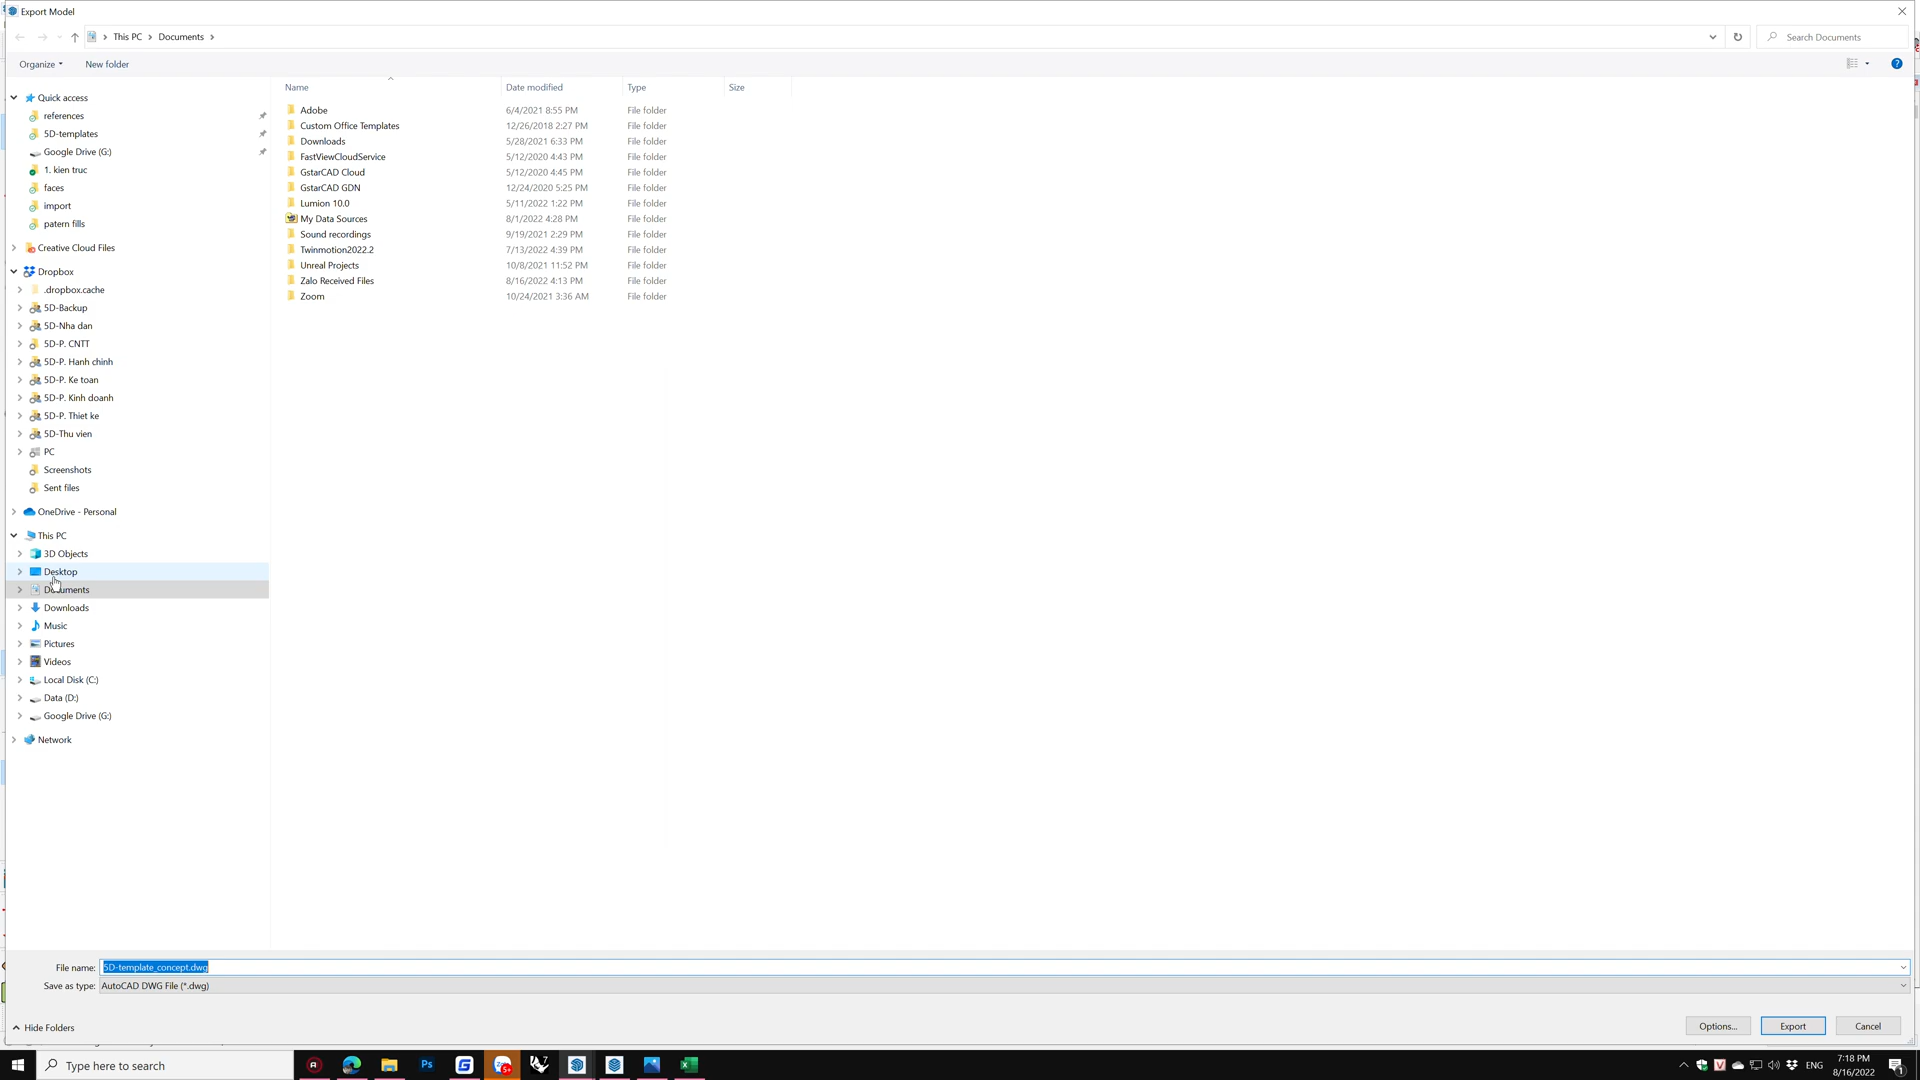 Export Model
This PC
Documents
Search Documents
Organize
New folder
Name
Date modified
Type
Size
Quick access
references
5D-templates
Google Drive (G:)
1. kien truc
faces
import
patern fills
Creative Cloud Files
Dropbox
.dropbox.cache
5D-Backup
5D-Nha dan
5D-P. CNTT
5D-P. Hanh chinh
5D-P. Ke toan
5D-P. Kinh doanh
5D-P. Thiet ke
5D-Thu vien
PC
Screenshots
Sent files
OneDrive - Personal
This PC
3D Objects
Desktop
Documents
Downloads
Music
Pictures
Videos
Local Disk (C:)
Data (D:)
Google Drive (G:)
Network
Adobe 6/4/2021 8:55 PM File folder
Custom Office Templates 12/26/2018 2:27 PM File folder
Downloads 5/28/2021 6:33 PM File folder
FastViewCloudService 5/12/2020 4:43 PM File folder
GstarCAD Cloud 5/12/2020 4:45 PM File folder
GstarCAD GDN 12/24/2020 5:25 PM File folder
Lumion 10.0 5/11/2022 1:22 PM File folder
My Data Sources 8/1/2022 4:28 PM File folder
Sound recordings 9/19/2021 2:29 PM File folder
Twinmotion2022.2 7/13/2022 4:39 PM File folder
Unreal Projects 10/8/2021 11:52 PM File folder
Zalo Received Files 8/16/2022 4:13 PM File folder
Zoom 10/24/2021 3:36 AM File folder
File name: 5D-template_concept.dwg
Save as type: AutoCAD DWG File (*.dwg)
Hide Folders
Options...
Export
Cancel
Type here to search
Ps
5+
ENG
7:18 PM
8/16/2022
1